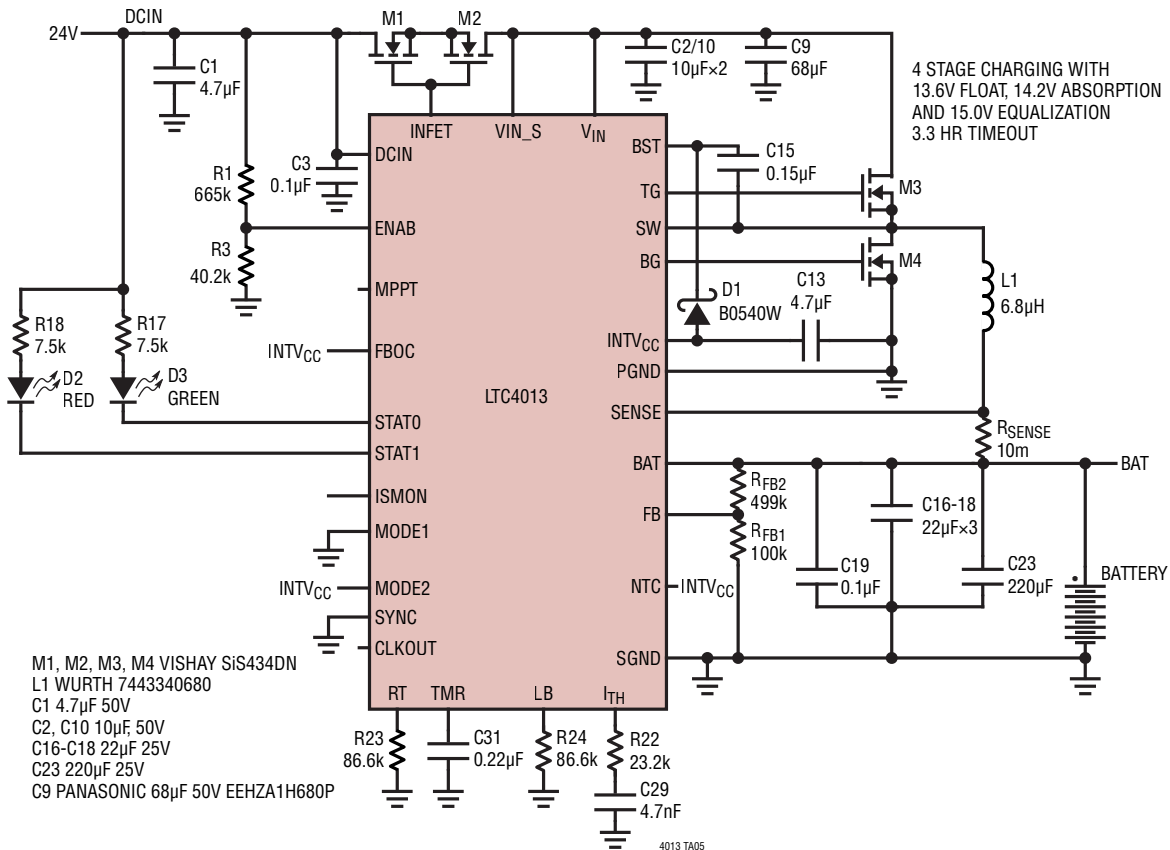 24V
DCIN
M1
M2
C1
4.7µF
C2/10
10µF×2
C9
68µF
4 STAGE CHARGING WITH
13.6V FLOAT, 14.2V ABSORPTION
AND 15.0V EQUALIZATION
3.3 HR TIMEOUT
INFET
VIN_S
VIN
DCIN
C3
0.1µF
R1
665k
BST
C15
0.15µF
TG
M3
ENAB
SW
R3
40.2k
BG
M4
MPPT
D1
B0540W
C13
4.7µF
L1
6.8µH
R18
7.5k
R17
7.5k
INTVCC
FBOC
INTVCC
PGND
D2
RED
D3
GREEN
LTC4013
STAT0
SENSE
RSENSE
10m
STAT1
BAT
BAT
RFB2
499k
ISMON
FB
C16-18
22µF×3
MODE1
RFB1
100k
C19
0.1µF
C23
220µF
BATTERY
INTVCC
MODE2
NTC
INTVCC
SYNC
CLKOUT
SGND
M1, M2, M3, M4 VISHAY SiS434DN
L1 WURTH 7443340680
C1 4.7µF 50V
C2, C10 10µF, 50V
C16-C18 22µF 25V
C23 220µF 25V
C9 PANASONIC 68µF 50V EEHZA1H680P
RT
TMR
LB
ITH
R23
86.6k
C31
0.22µF
R24
86.6k
R22
23.2k
C29
4.7nF
4013 TA05